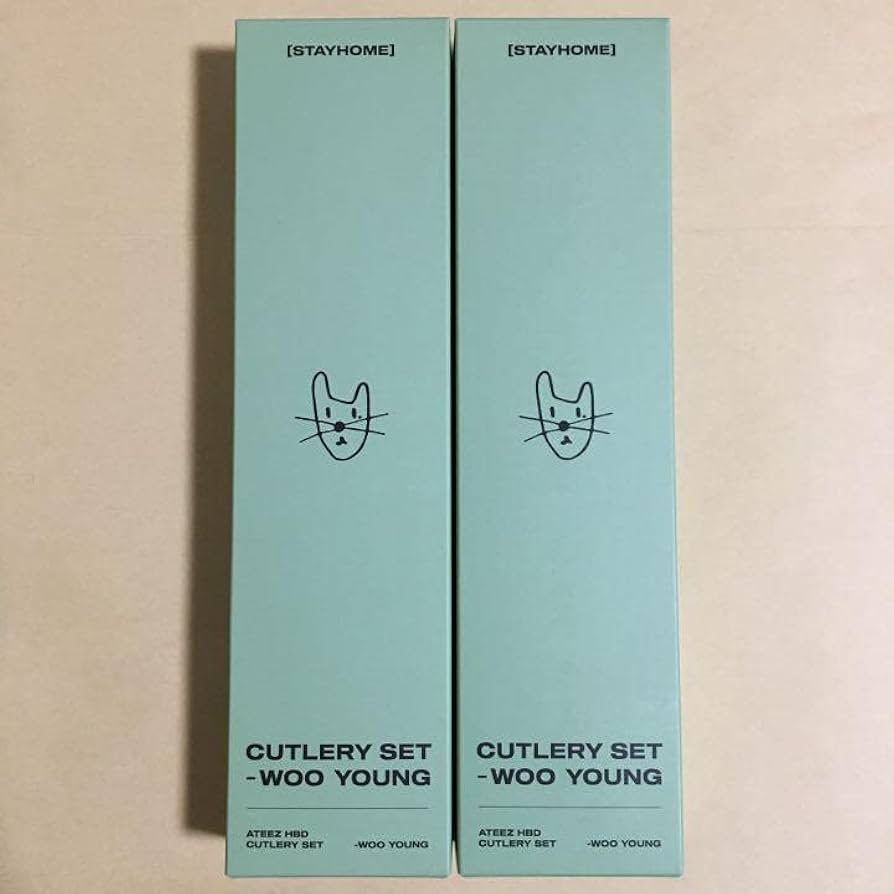 [STAYHOME]
CUTLERY SET
-WOO YOUNG
ATEEZ HBD
CUTLERY SET -WOO YOUNG
[STAYHOME]
CUTLERY SET
-WOO YOUNG
ATEEZ HBD
CUTLERY SET -WOO YOUNG